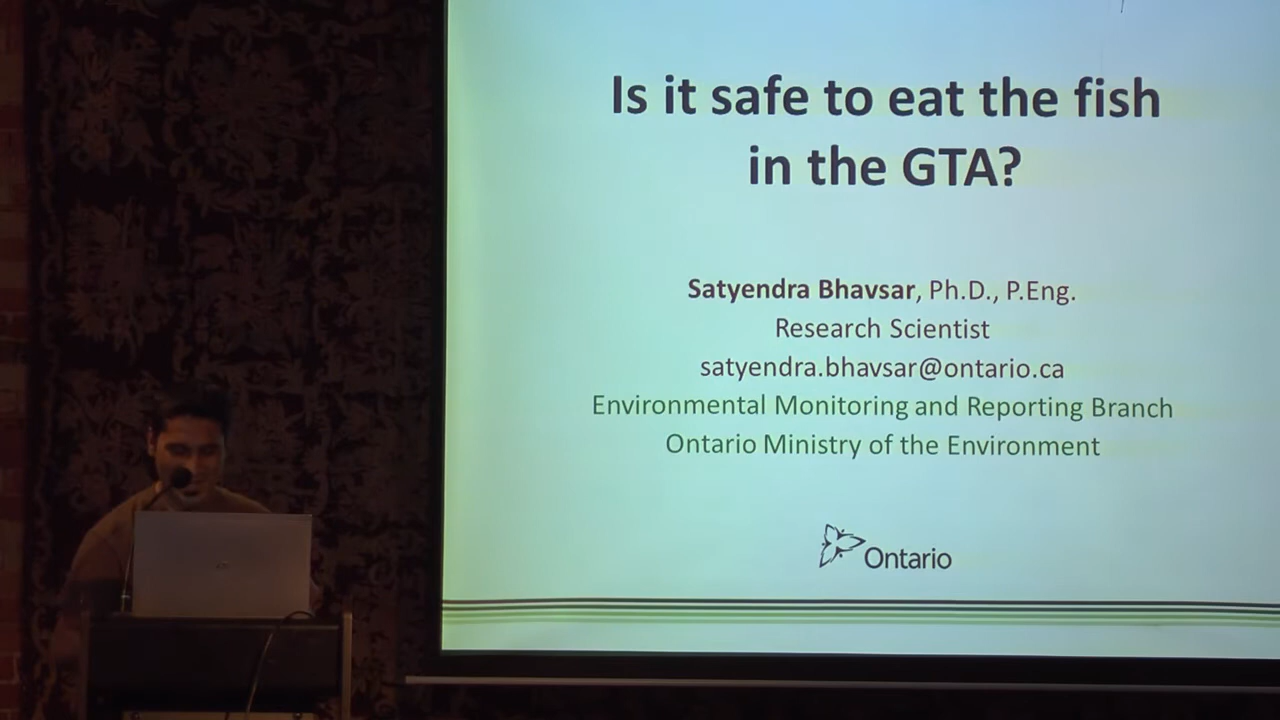 Is it safe to eat the fish
in the GTA?
Satyendra Bhavsar, Ph.D., P.Eng.
Research Scientist
satyendra.bhavsar@ontario.ca
Environmental Monitoring and Reporting Branch
Ontario Ministry of the Environment
Ontario